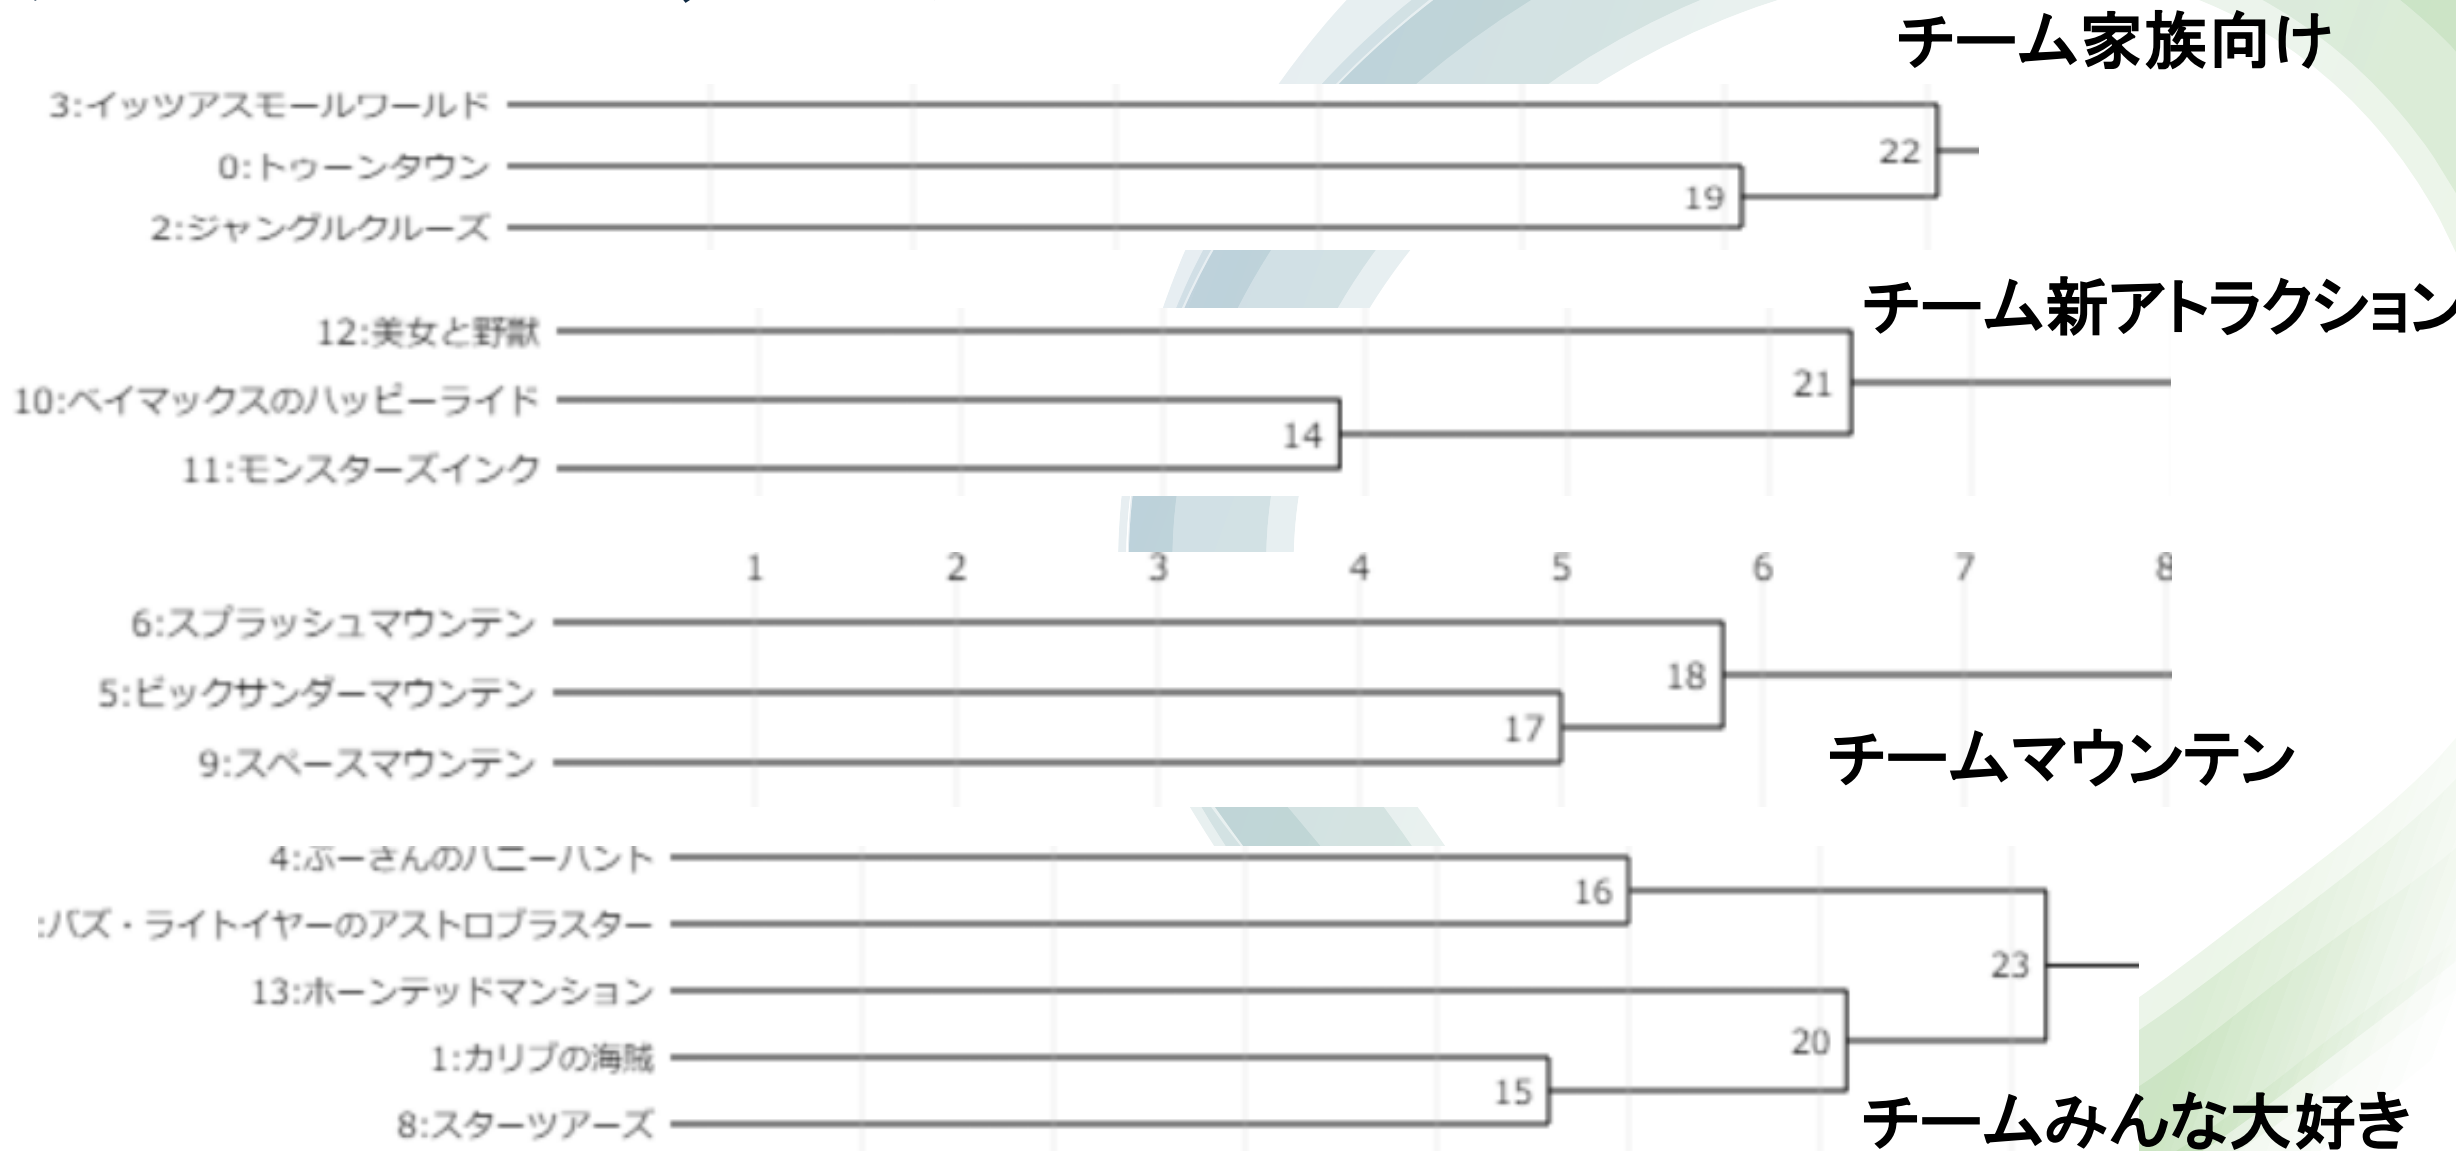 チーム家族向け
3:イッツアスモールワールド
0:トゥーンタウン
2:ジャングルクルーズ
22
19
チーム新アトラクション
12:美女と野獣
10:ベイマックスのハッピーライド
11:モンスターズインク
21
14
1 2 3 4 5 6 7 8
6:スプラッシュマウンテン
5:ビックサンダーマウンテン
9:スペースマウンテン
18
17
チームマウンテン
4:ぷーさんのハニーハント
:バズ・ライトイヤーのアストロブラスター
13:ホーンテッドマンション
1:カリブの海賊
8:スターツアーズ
16
23
20
15
チームみんな大好き